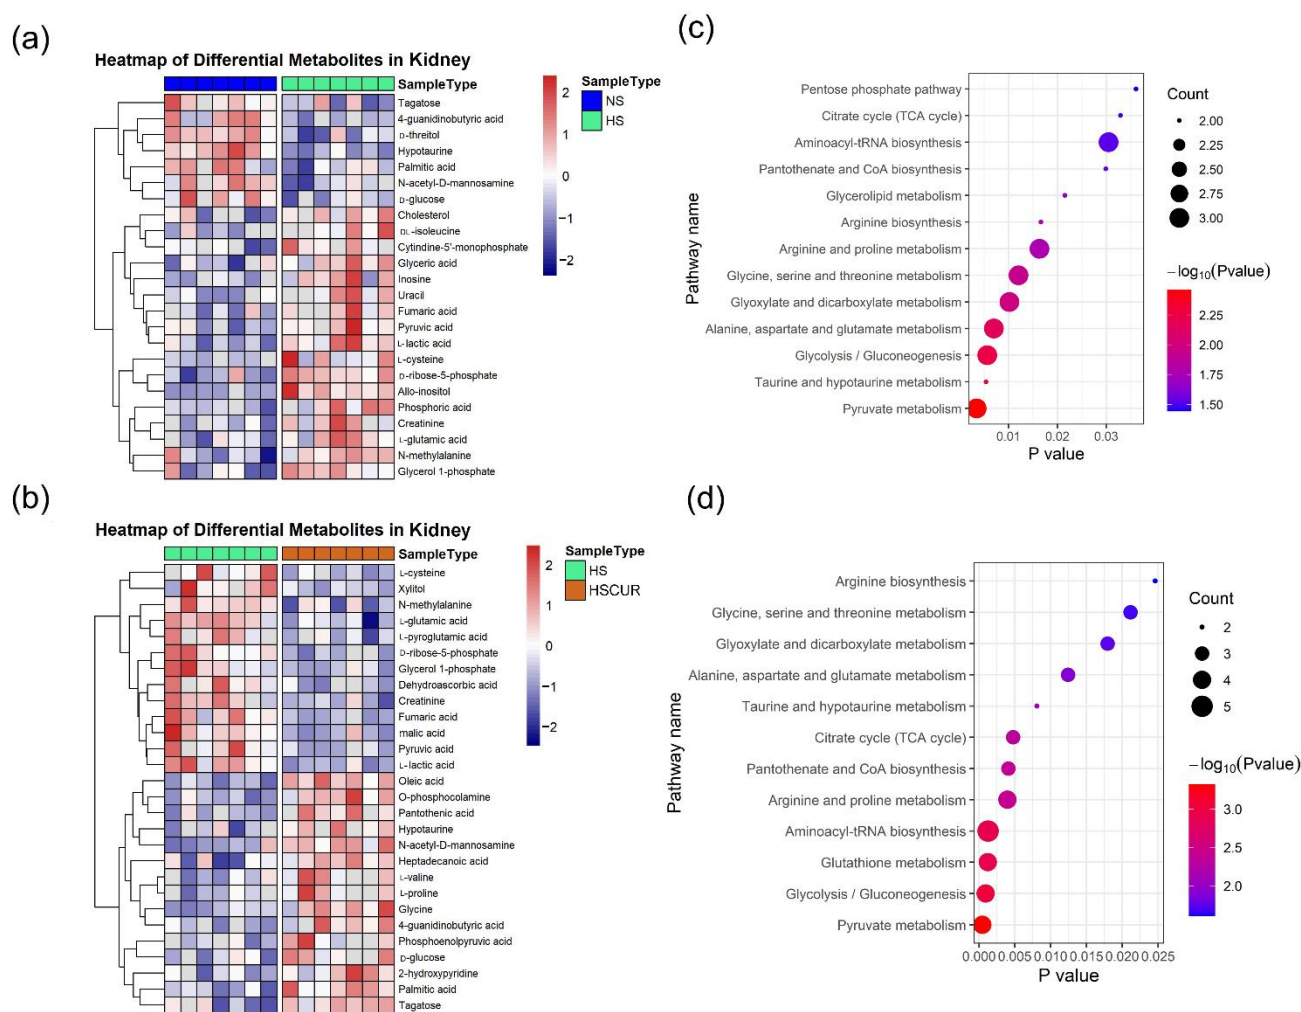 (a)
Heatmap of Differential Metabolites in Kidney
SampleType
Tagatose
4-guanidinobutyric acid
D-threitol
Hypotaurine
Palmitic acid
N-acetyl-D-mannosamine
D-glucose
Cholesterol
DL-isoleucine
Cytindine-5'-monophosphate
Glyceric acid
Inosine
Uracil
Fumaric acid
Pyruvic acid
L-lactic acid
L-cysteine
D-ribose-5-phosphate
Allo-inositol
Phosphoric acid
Creatinine
L-glutamic acid
N-methylalanine
Glycerol 1-phosphate
2
1
0
−1
−2
SampleType
NS
HS
(c)
Pathway name
Pentose phosphate pathway
Citrate cycle (TCA cycle)
Aminoacyl-tRNA biosynthesis
Pantothenate and CoA biosynthesis
Glycerolipid metabolism
Arginine biosynthesis
Arginine and proline metabolism
Glycine, serine and threonine metabolism
Glyoxylate and dicarboxylate metabolism
Alanine, aspartate and glutamate metabolism
Glycolysis / Gluconeogenesis
Taurine and hypotaurine metabolism
Pyruvate metabolism
0.01 0.02 0.03
P value
Count
2.00
2.25
2.50
2.75
3.00
−log10(Pvalue)
2.25
2.00
1.75
1.50
(b)
Heatmap of Differential Metabolites in Kidney
SampleType
L-cysteine
Xylitol
N-methylalanine
L-glutamic acid
L-pyroglutamic acid
D-ribose-5-phosphate
Glycerol 1-phosphate
Dehydroascorbic acid
Creatinine
Fumaric acid
malic acid
Pyruvic acid
L-lactic acid
Oleic acid
O-phosphocolamine
Pantothenic acid
Hypotaurine
N-acetyl-D-mannosamine
Heptadecanoic acid
L-valine
L-proline
Glycine
4-guanidinobutyric acid
Phosphoenolpyruvic acid
D-glucose
2-hydroxypyridine
Palmitic acid
Tagatose
2
1
0
−1
−2
SampleType
HS
HSCUR
(d)
Pathway name
Arginine biosynthesis
Glycine, serine and threonine metabolism
Glyoxylate and dicarboxylate metabolism
Alanine, aspartate and glutamate metabolism
Taurine and hypotaurine metabolism
Citrate cycle (TCA cycle)
Pantothenate and CoA biosynthesis
Arginine and proline metabolism
Aminoacyl-tRNA biosynthesis
Glutathione metabolism
Glycolysis / Gluconeogenesis
Pyruvate metabolism
0.000 0.005 0.010 0.015 0.020 0.025
P value
Count
2
3
4
5
−log10(Pvalue)
3.0
2.5
2.0